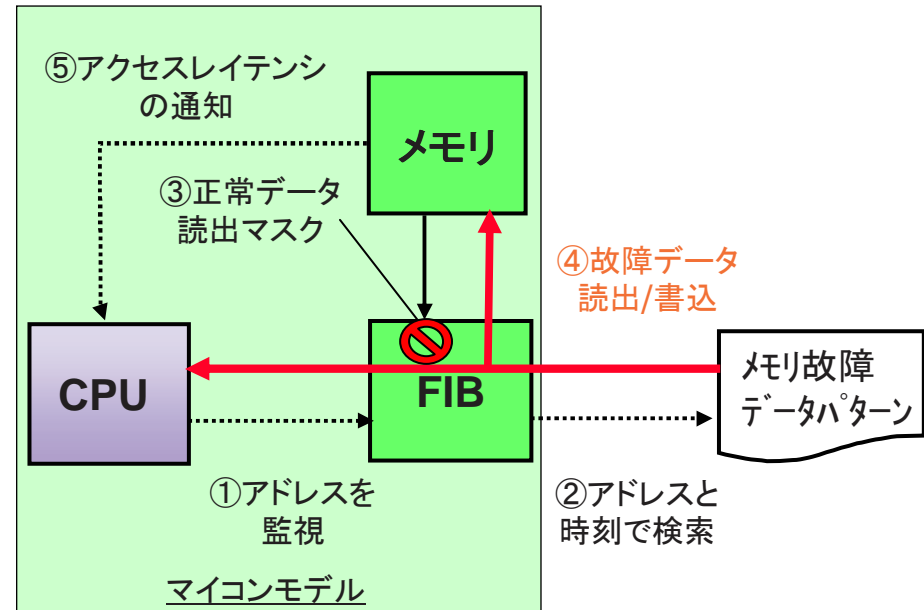 ⑤アクセスレイテンシ
の通知
メモリ
③正常データ
読出マスク
④故障データ
読出/書込
CPU
FIB
メモリ故障
データパターン
①アドレスを
監視
②アドレスと
時刻で検索
マイコンモデル